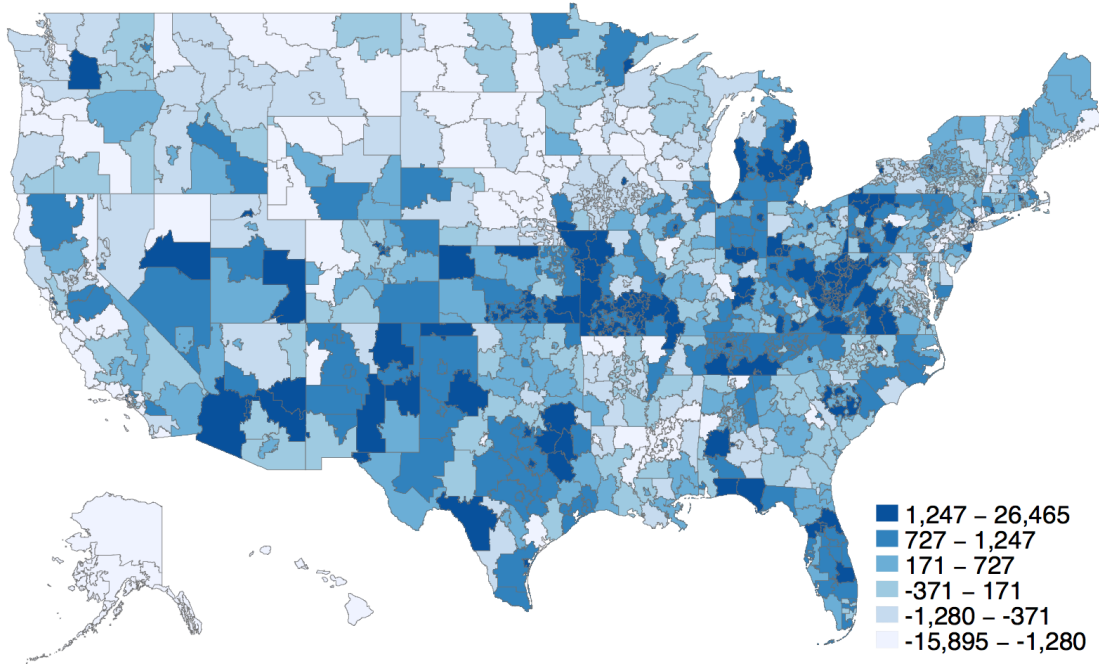 1,247 – 26,465
727 – 1,247
171 – 727
-371 – 171
-1,280 – -371
-15,895 – -1,280